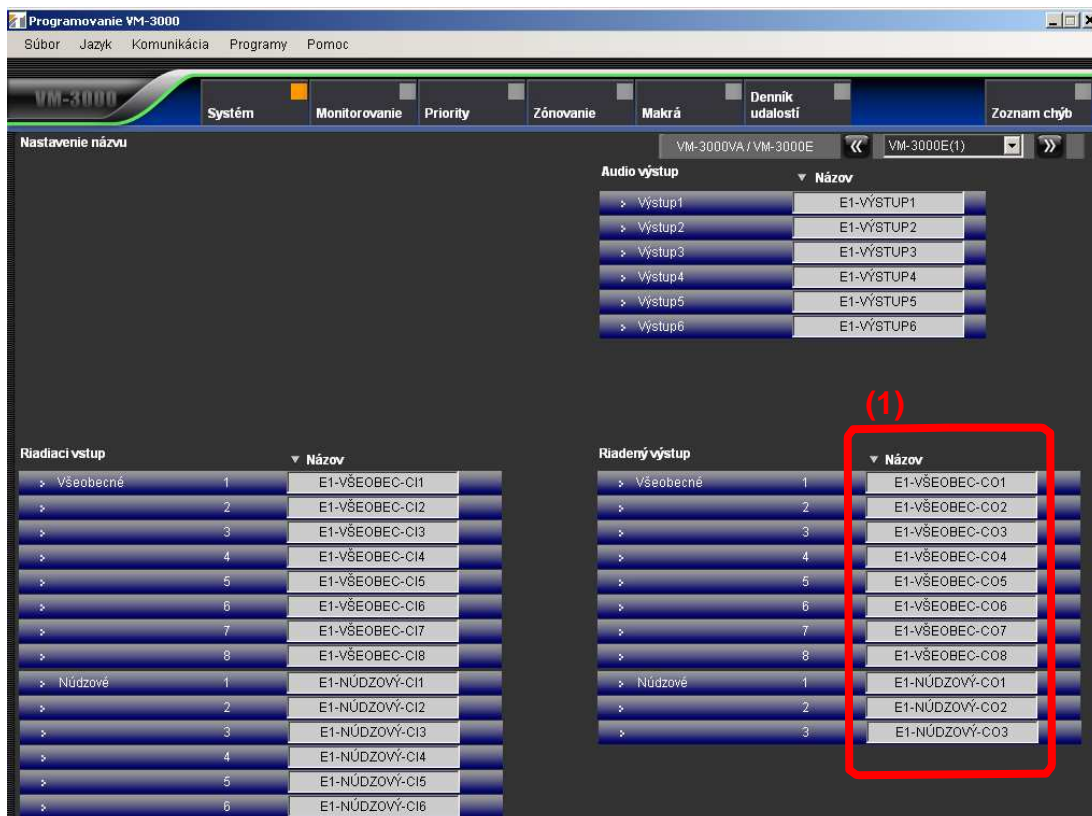 Programovanie VM-3000
Súbor Jazyk Komunikácia Programy Pomoc
VM-3000
Systém Monitorovanie Priority Zónovanie Makrá Denník udalostí Zoznam chýb
Nastavenie názvu
VM-3000VA / VM-3000E VM-3000E(1)
Audio výstup Názov
Výstup1 E1-VÝSTUP1
Výstup2 E1-VÝSTUP2
Výstup3 E1-VÝSTUP3
Výstup4 E1-VÝSTUP4
Výstup5 E1-VÝSTUP5
Výstup6 E1-VÝSTUP6
(1)
Riadiaci vstup Názov
Všeobecné 1 E1-VŠEOBEC-CI1
2 E1-VŠEOBEC-CI2
3 E1-VŠEOBEC-CI3
4 E1-VŠEOBEC-CI4
5 E1-VŠEOBEC-CI5
6 E1-VŠEOBEC-CI6
7 E1-VŠEOBEC-CI7
8 E1-VŠEOBEC-CI8
Núdzové 1 E1-NÚDZOVÝ-CI1
2 E1-NÚDZOVÝ-CI2
3 E1-NÚDZOVÝ-CI3
4 E1-NÚDZOVÝ-CI4
5 E1-NÚDZOVÝ-CI5
6 E1-NÚDZOVÝ-CI6
Riadený výstup Názov
Všeobecné 1 E1-VŠEOBEC-CO1
2 E1-VŠEOBEC-CO2
3 E1-VŠEOBEC-CO3
4 E1-VŠEOBEC-CO4
5 E1-VŠEOBEC-CO5
6 E1-VŠEOBEC-CO6
7 E1-VŠEOBEC-CO7
8 E1-VŠEOBEC-CO8
Núdzové 1 E1-NÚDZOVÝ-CO1
2 E1-NÚDZOVÝ-CO2
3 E1-NÚDZOVÝ-CO3